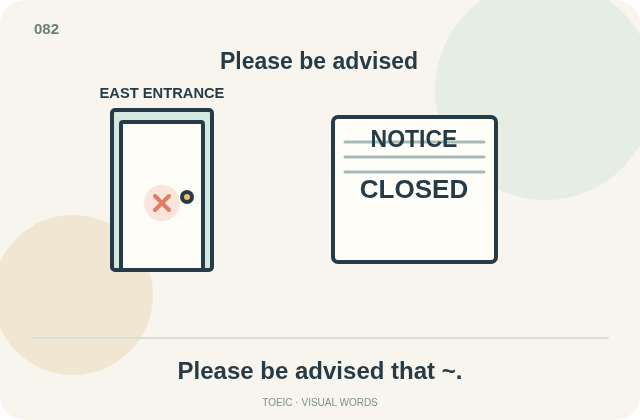 082
Please be advised
EAST ENTRANCE
NOTICE
CLOSED
Please be advised that ~.
TOEIC · VISUAL WORDS